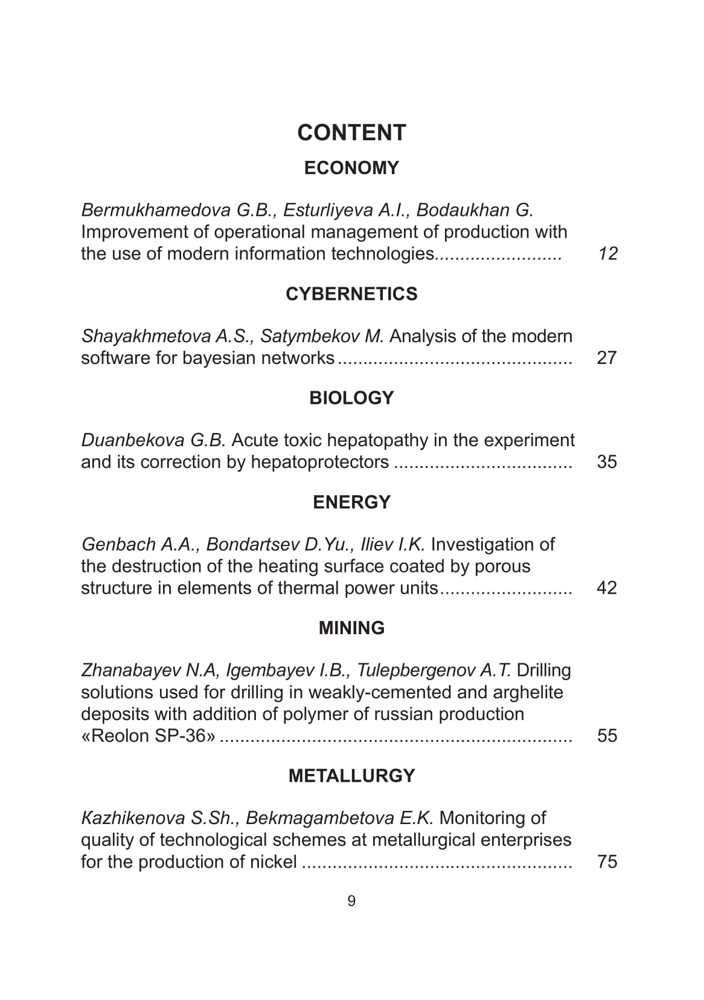 CONTENT
ECONOMY
Bermukhamedova G.B., Esturliyeva A.I., Bodaukhan G.
Improvement of operational management of production with
the use of modern information technologies......................... 12
CYBERNETICS
Shayakhmetova A.S., Satymbekov M. Analysis of the modern
software for bayesian networks .............................................. 27
BIOLOGY
Duanbekova G.B. Acute toxic hepatopathy in the experiment
and its correction by hepatoprotectors ................................... 35
ENERGY
Genbach A.A., Bondartsev D.Yu., Iliev I.K. Investigation of
the destruction of the heating surface coated by porous
structure in elements of thermal power units.......................... 42
MINING
Zhanabayev N.A, Igembayev I.B., Tulepbergenov A.T. Drilling
solutions used for drilling in weakly-cemented and arghelite
deposits with addition of polymer of russian production
«Reolon SP-36» ..................................................................... 55
METALLURGY
Kazhikenova S.Sh., Bekmagambetova E.K. Monitoring of
quality of technological schemes at metallurgical enterprises
for the production of nickel ..................................................... 75
9